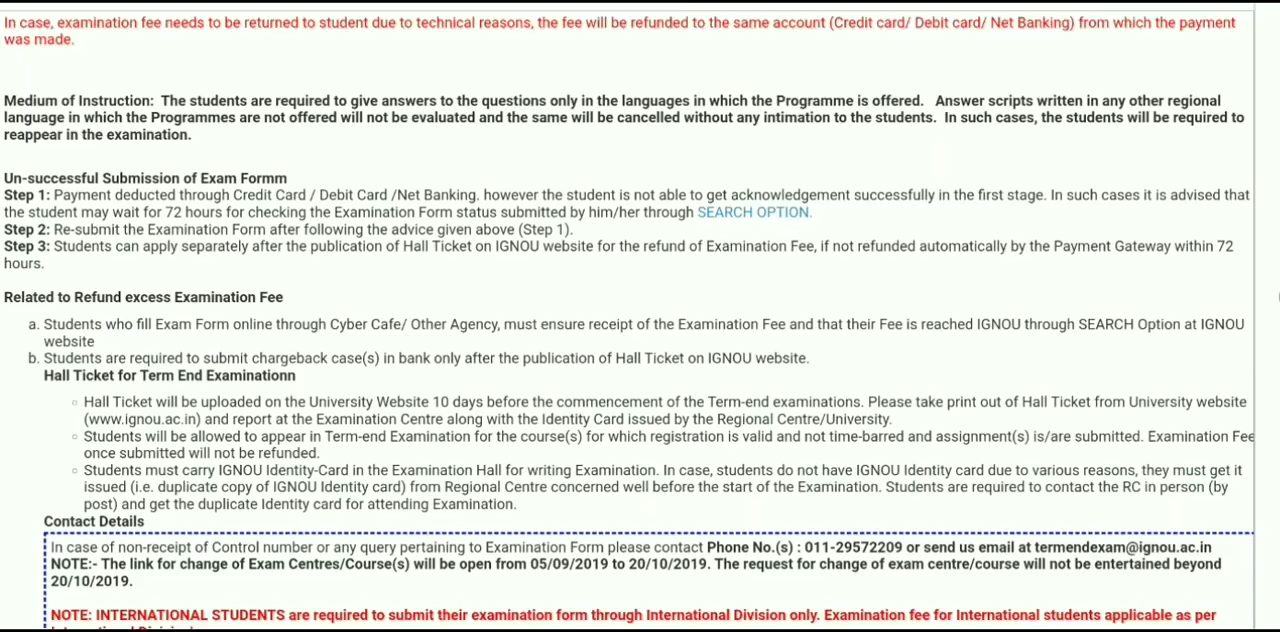 In case, examination fee needs to be returned to student due to technical reasons, the fee will be refunded to the same account (Credit card/ Debit card/ Net Banking) from which the payment
was made.
Medium of Instruction: The students are required to give answers to the questions only in the languages in which the Programme is offered. Answer scripts written in any other regional
language in which the Programmes are not offered will not be evaluated and the same will be cancelled without any intimation to the students. In such cases, the students will be required to
reappear in the examination.
Un-successful Submission of Exam Formm
Step 1: Payment deducted through Credit Card / Debit Card /Net Banking. however the student is not able to get acknowledgement successfully in the first stage. In such cases it is advised that
the student may wait for 72 hours for checking the Examination Form status submitted by him/her through SEARCH OPTION.
Step 2: Re-submit the Examination Form after following the advice given above (Step 1).
Step 3: Students can apply separately after the publication of Hall Ticket on IGNOU website for the refund of Examination Fee, if not refunded automatically by the Payment Gateway within 72
hours.
Related to Refund excess Examination Fee
a. Students who fill Exam Form online through Cyber Cafe/ Other Agency, must ensure receipt of the Examination Fee and that their Fee is reached IGNOU through SEARCH Option at IGNOU
website
b. Students are required to submit chargeback case(s) in bank only after the publication of Hall Ticket on IGNOU website.
Hall Ticket for Term End Examinationn
Hall Ticket will be uploaded on the University Website 10 days before the commencement of the Term-end examinations. Please take print out of Hall Ticket from University website
(www.ignou.ac.in) and report at the Examination Centre along with the Identity Card issued by the Regional Centre/University.
Students will be allowed to appear in Term-end Examination for the course(s) for which registration is valid and not time-barred and assignment(s) is/are submitted. Examination Fee
once submitted will not be refunded.
Students must carry IGNOU Identity-Card in the Examination Hall for writing Examination. In case, students do not have IGNOU Identity card due to various reasons, they must get it
issued (i.e. duplicate copy of IGNOU Identity card) from Regional Centre concerned well before the start of the Examination. Students are required to contact the RC in person (by
post) and get the duplicate Identity card for attending Examination.
Contact Details
In case of non-receipt of Control number or any query pertaining to Examination Form please contact Phone No.(s) : 011-29572209 or send us email at termendexam@ignou.ac.in
NOTE:- The link for change of Exam Centres/Course(s) will be open from 05/09/2019 to 20/10/2019. The request for change of exam centre/course will not be entertained beyond
20/10/2019.
NOTE: INTERNATIONAL STUDENTS are required to submit their examination form through International Division only. Examination fee for International students applicable as per